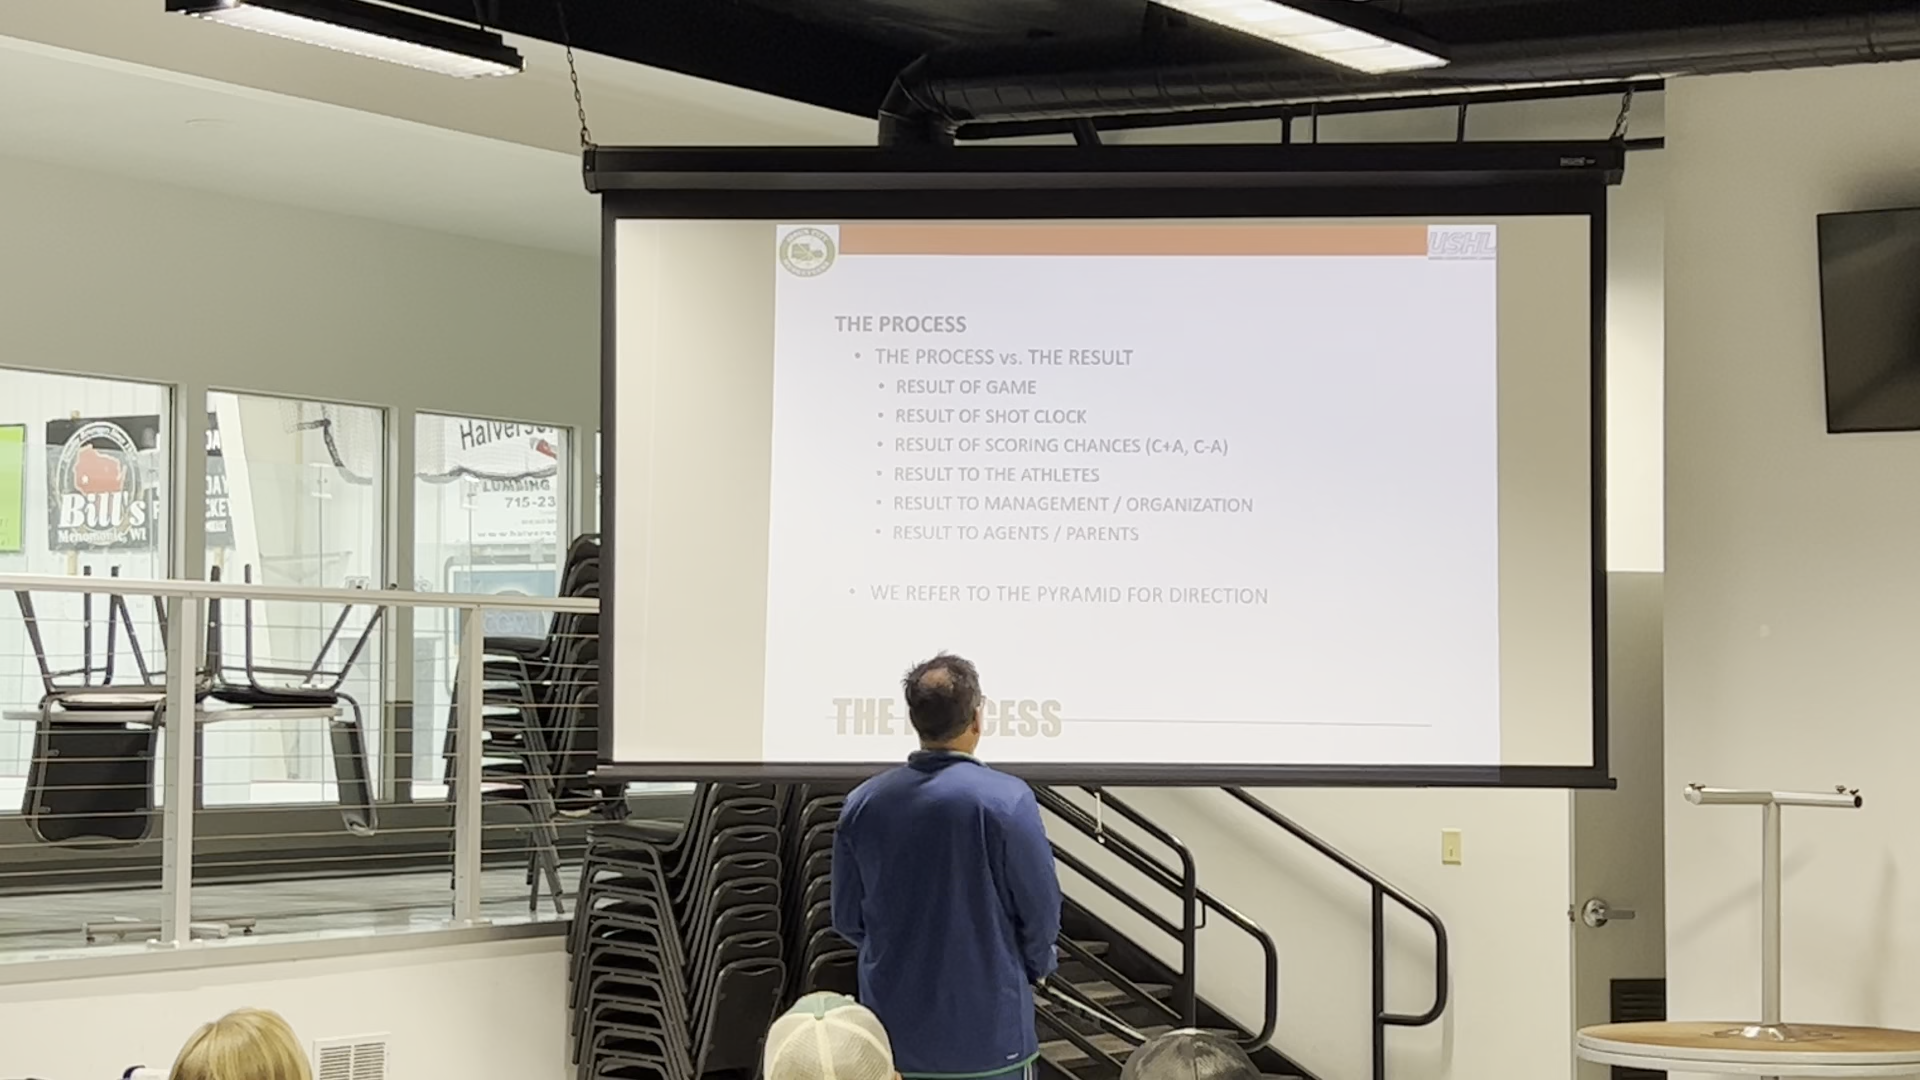 USHL
THE PROCESS
• THE PROCESS vs. THE RESULT
• RESULT OF GAME
• RESULT OF SHOT CLOCK
• RESULT OF SCORING CHANCES (C+A, C-A)
• RESULT TO THE ATHLETES
• RESULT TO MANAGEMENT / ORGANIZATION
• RESULT TO AGENTS / PARENTS
• WE REFER TO THE PYRAMID FOR DIRECTION
THE CESS
Bill's
Menomonie, WI
Halverso
LUMBING
715-23